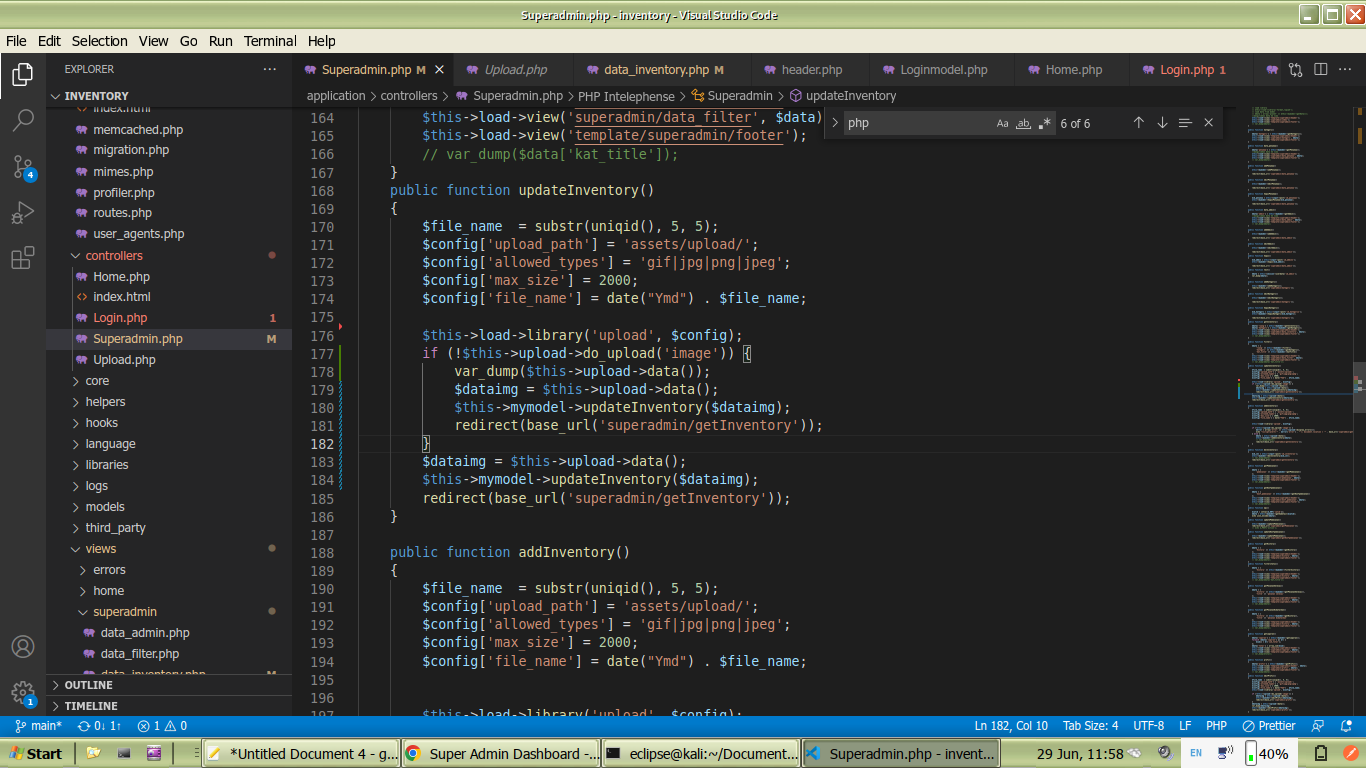 Superadmin.php - inventory - Visual Studio Code
File Edit Selection View Go Run Terminal Help
EXPLORER ···
Superadmin.php M
Upload.php
data_inventory.php M
header.php
Loginmodel.php
Home.php
Login.php 1
INVENTORY
application > controllers > Superadmin.php > PHP Intelephense > Superadmin > updateInventory
php Aa ab 6 of 6
index.html
memcached.php
migration.php
mimes.php
profiler.php
routes.php
user_agents.php
controllers
Home.php
index.html
Login.php 1
Superadmin.php M
Upload.php
core
helpers
hooks
language
libraries
logs
models
third_party
views
errors
home
superadmin
data_admin.php
data_filter.php
data_inventory.php M
OUTLINE
TIMELINE
4
1
164 $this->load->view('superadmin/data_filter', $data)
165 $this->load->view('template/superadmin/footer');
166 // var_dump($data['kat_title']);
167 }
168 public function updateInventory()
169 {
170 $file_name  = substr(uniqid(), 5, 5);
171 $config['upload_path'] = 'assets/upload/';
172 $config['allowed_types'] = 'gif|jpg|png|jpeg';
173 $config['max_size'] = 2000;
174 $config['file_name'] = date("Ymd") . $file_name;
175
176 $this->load->library('upload', $config);
177 if (!$this->upload->do_upload('image')) {
178 var_dump($this->upload->data());
179 $dataimg = $this->upload->data();
180 $this->mymodel->updateInventory($dataimg);
181 redirect(base_url('superadmin/getInventory'));
182 }
183 $dataimg = $this->upload->data();
184 $this->mymodel->updateInventory($dataimg);
185 redirect(base_url('superadmin/getInventory'));
186 }
187
188 public function addInventory()
189 {
190 $file_name  = substr(uniqid(), 5, 5);
191 $config['upload_path'] = 'assets/upload/';
192 $config['allowed_types'] = 'gif|jpg|png|jpeg';
193 $config['max_size'] = 2000;
194 $config['file_name'] = date("Ymd") . $file_name;
195
196
197 $this->load->library('upload', $config);
main* 0↓ 1↑ 1 0 Ln 182, Col 10 Tab Size: 4 UTF-8 LF PHP Prettier
Start *Untitled Document 4 - g... Super Admin Dashboard -... eclipse@kali:~/Document... Superadmin.php - invent... 29 Jun, 11:58 EN 40%